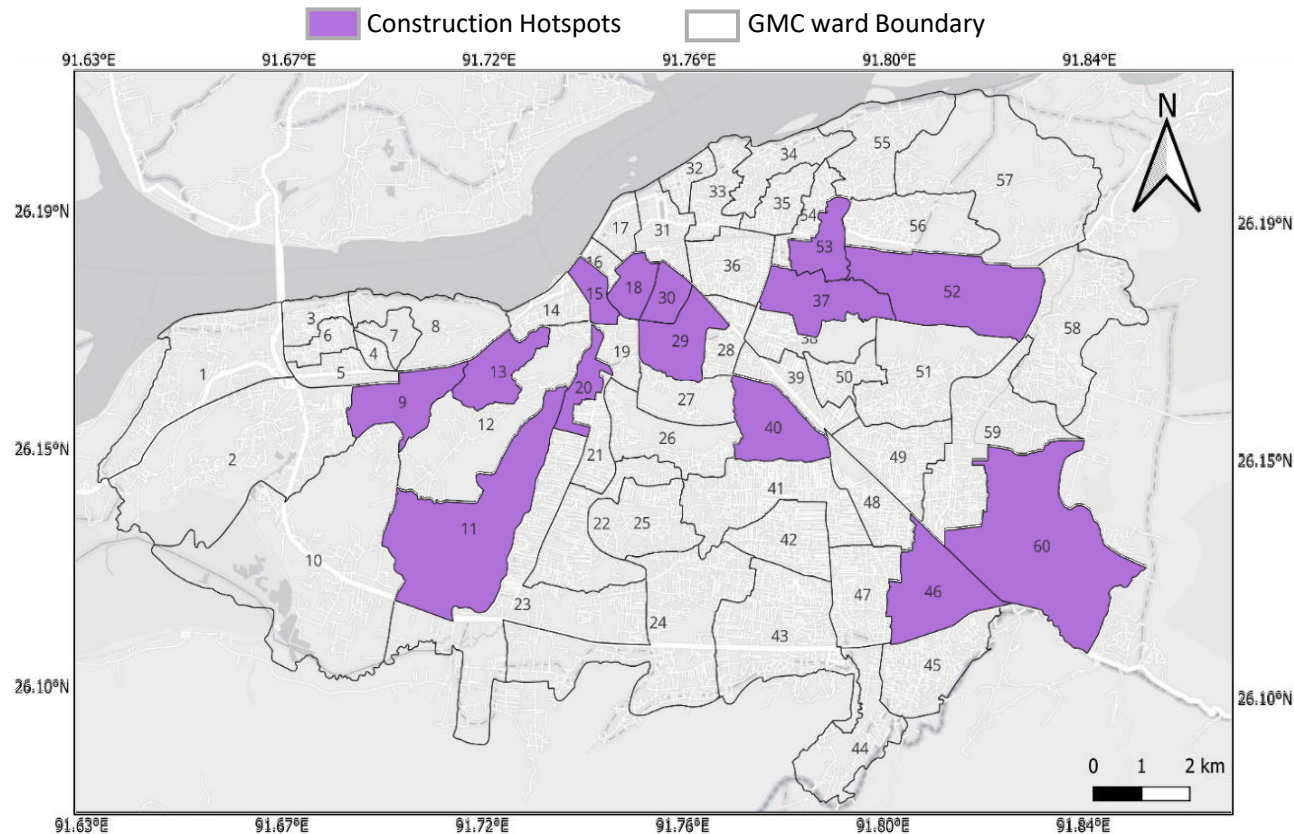 Construction Hotspots GMC ward Boundary
91.63°E 91.67°E 91.72°E 91.76°E 91.80°E 91.84°E
N
55
34
32
57
33
35
54
26.19°N 26.19°N
17 31 56
53
36
16
18 52
15 30
37
14
3 8 58
6 7
29
38
4 19 28
1 5 13 51
39 50
20
27
9
12 40
26 59
26.15°N 26.15°N
2 21 49
41
48
11 22 25
42
60
10
46
47
23
24 43
45
26.10°N 26.10°N
44
0 1 2 km
91.63°E 91.67°E 91.72°E 91.76°E 91.80°E 91.84°E